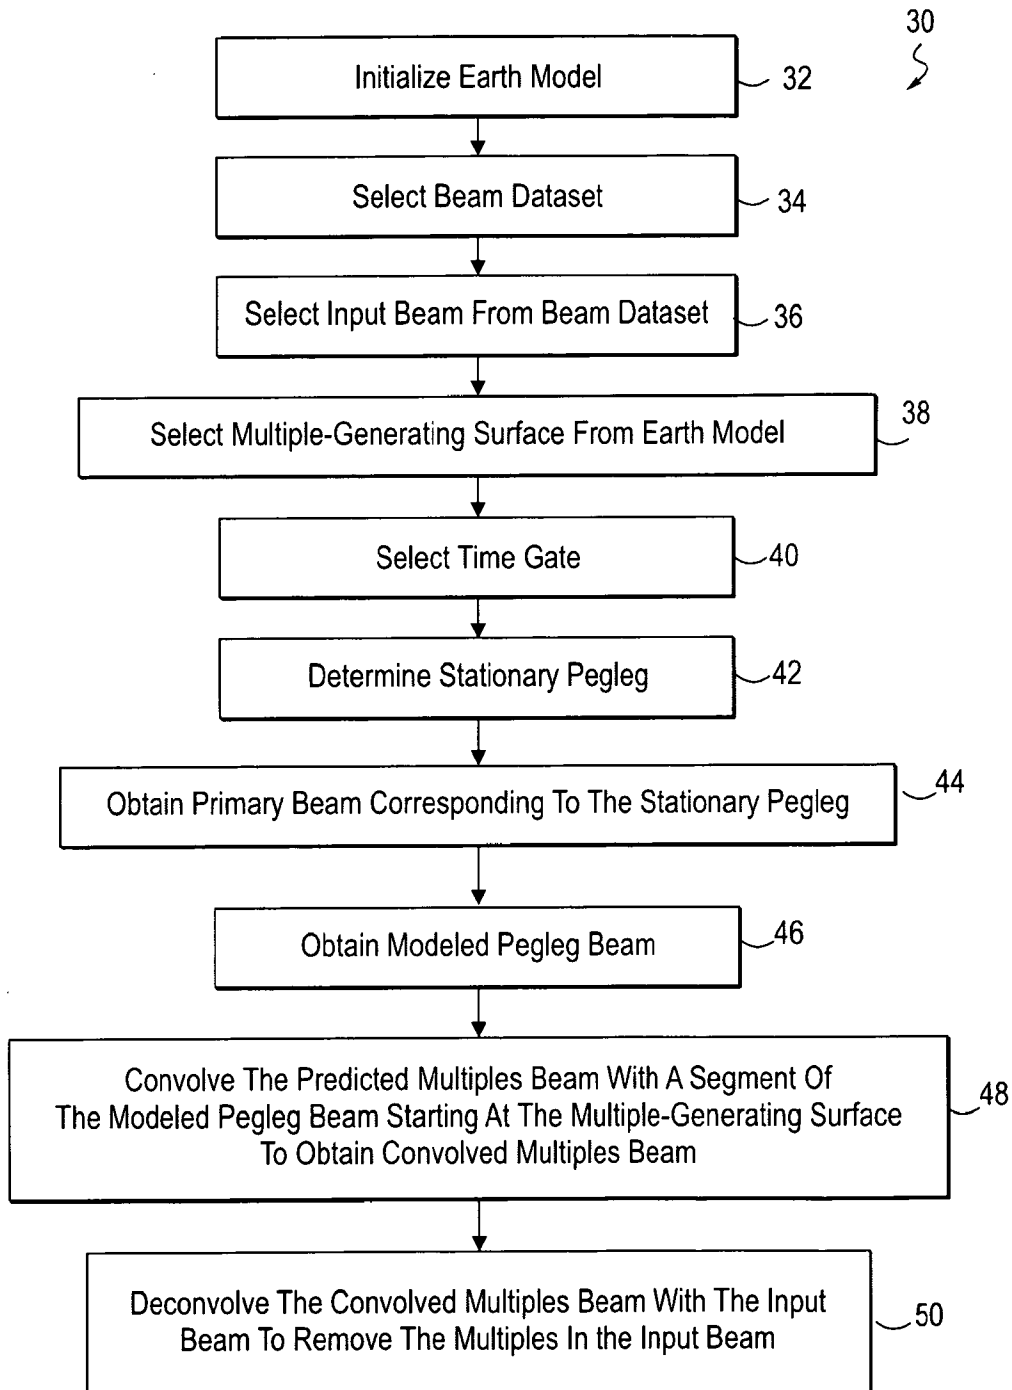 30
Initialize Earth Model
32
Select Beam Dataset
34
Select Input Beam From Beam Dataset
36
Select Multiple-Generating Surface From Earth Model
38
Select Time Gate
40
Determine Stationary Pegleg
42
Obtain Primary Beam Corresponding To The Stationary Pegleg
44
Obtain Modeled Pegleg Beam
46
Convolve The Predicted Multiples Beam With A Segment Of
The Modeled Pegleg Beam Starting At The Multiple-Generating Surface
To Obtain Convolved Multiples Beam
48
Deconvolve The Convolved Multiples Beam With The Input
Beam To Remove The Multiples In the Input Beam
50